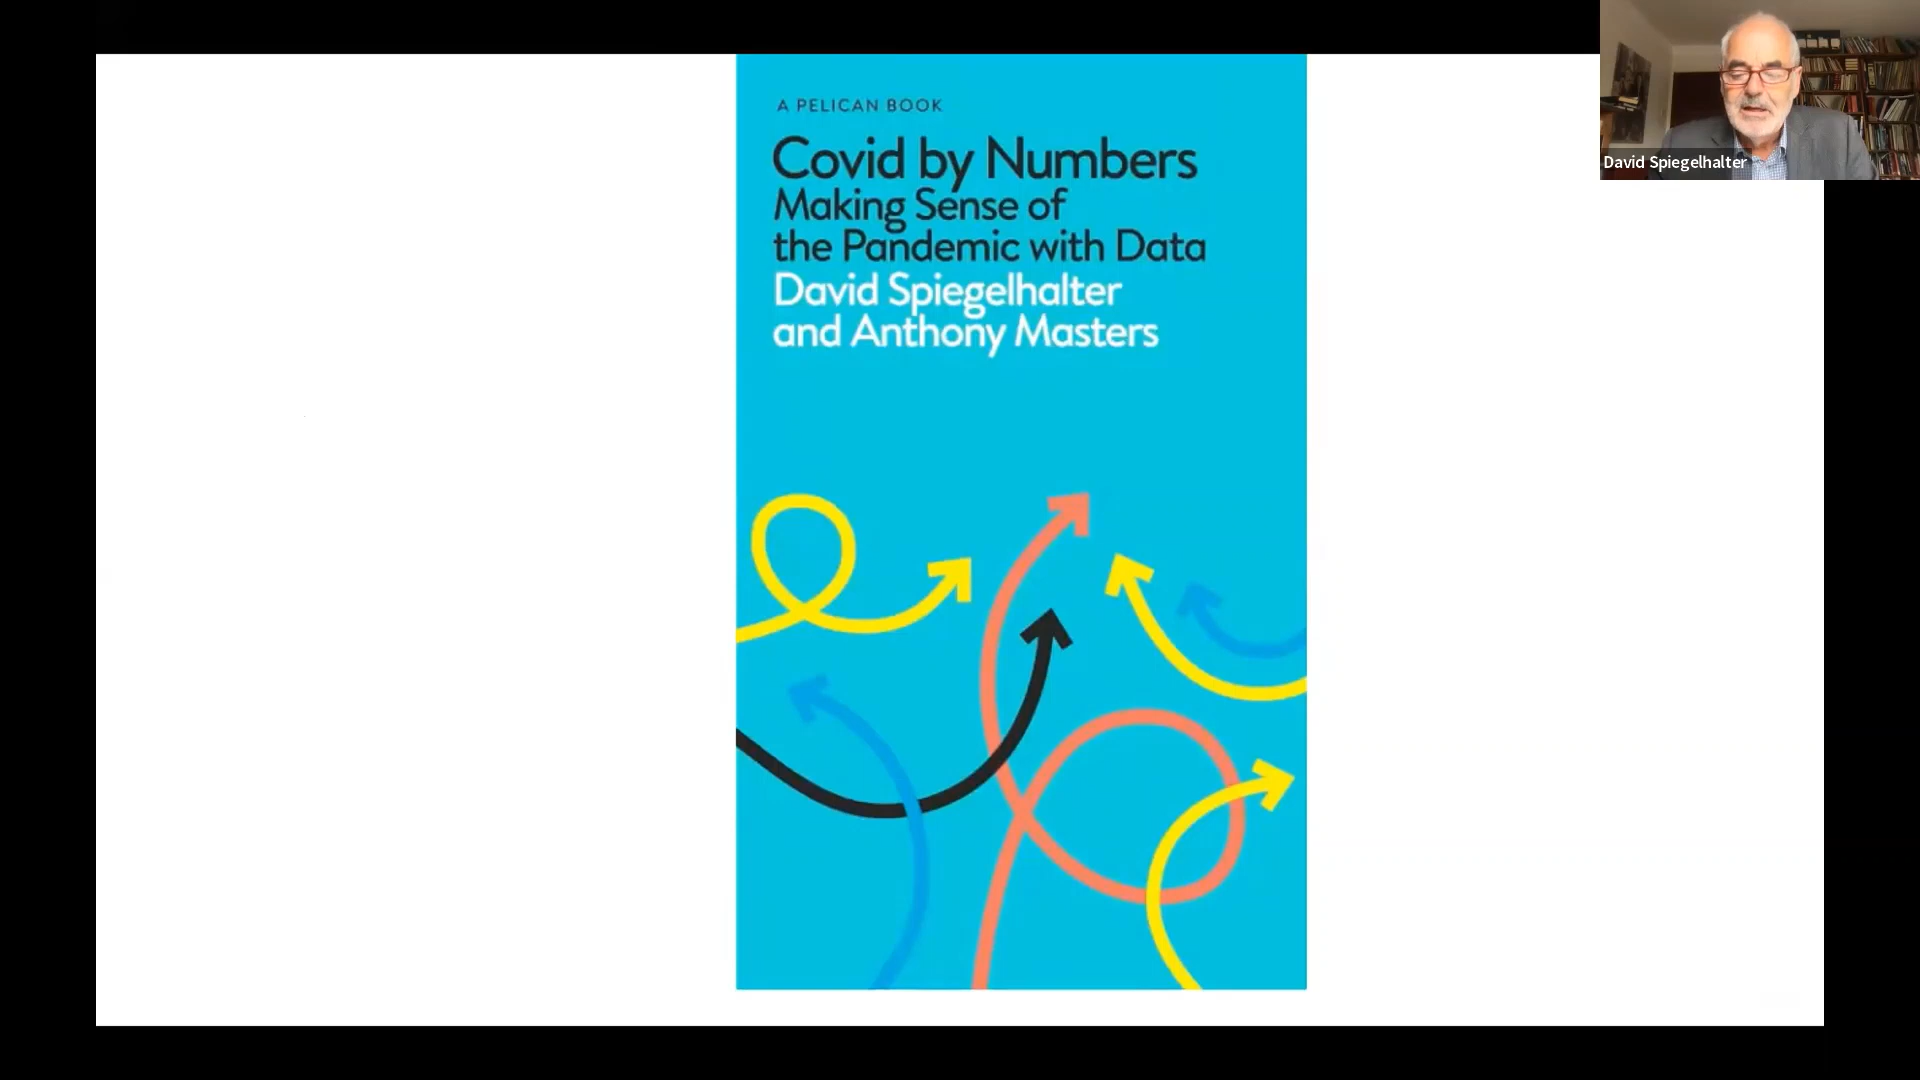 A PELICAN BOOK
Covid by Numbers
Making Sense of
the Pandemic with Data
David Spiegelhalter
and Anthony Masters
David Spiegelhalter